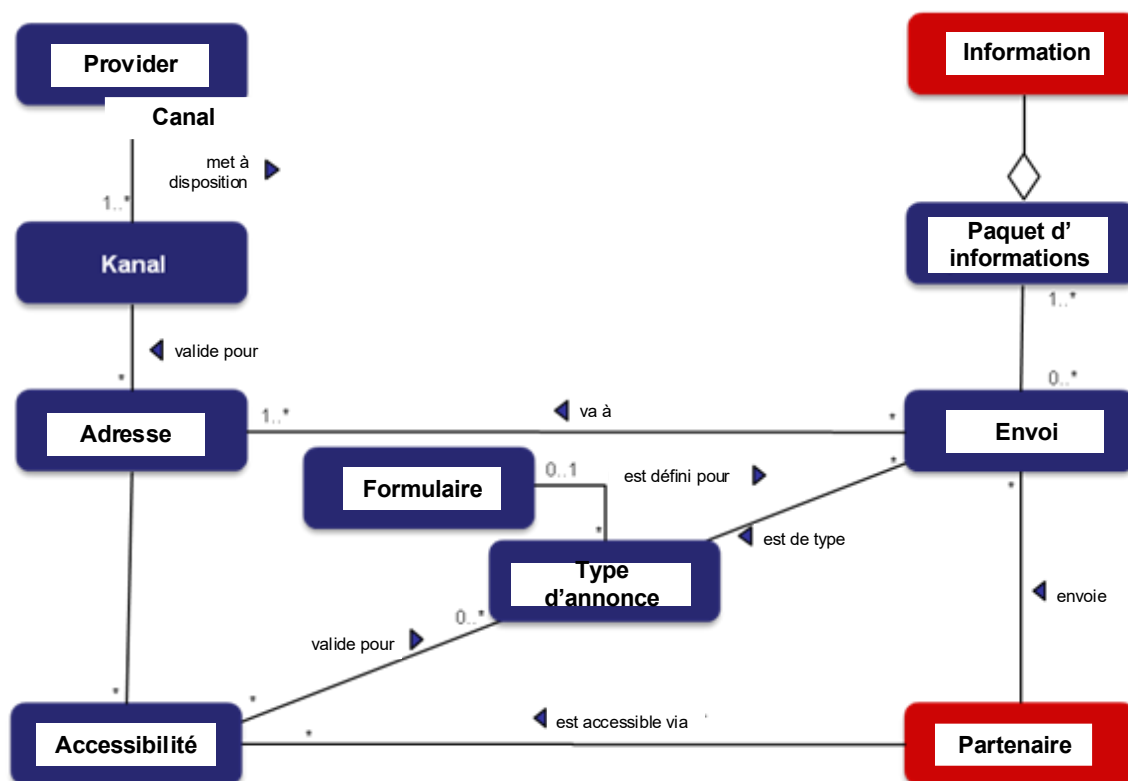 Provider
Information
Canal
met à
disposition
1..*
Paquet d'
informations
Kanal
1..*
valide pour
*
0..*
Adresse
1..*
va à
*
Envoi
Formulaire
0..1
est défini pour
*
*
*
est de type
Type
d'annonce
envoie
0..*
valide pour
*
*
Accessibilité
*
est accessible via
Partenaire